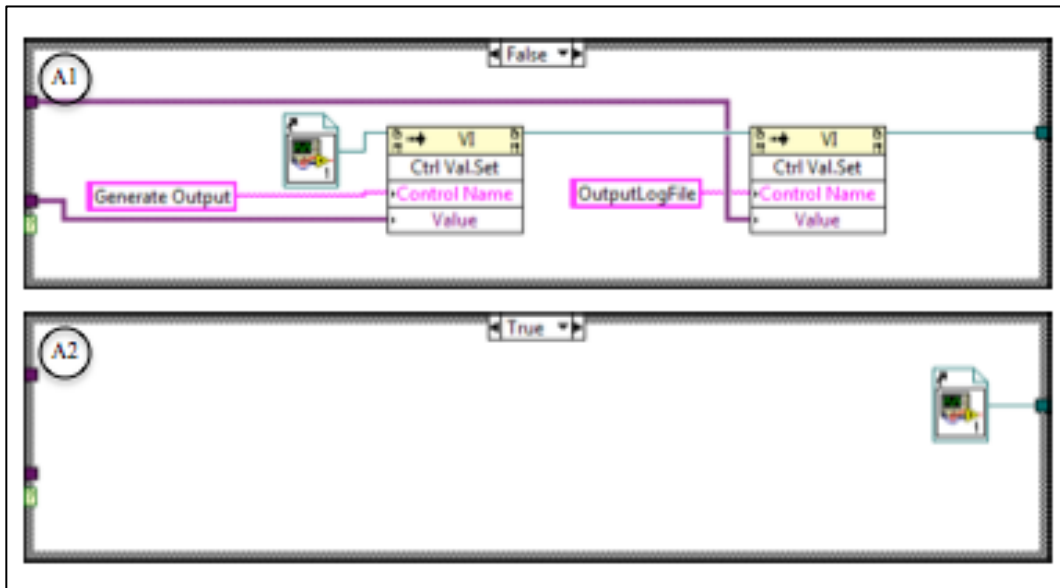 False
A1
VI VI
Ctrl Val.Set Ctrl Val.Set
Generate Output Control Name OutputLogFile Control Name
Value Value
?
True
A2
?